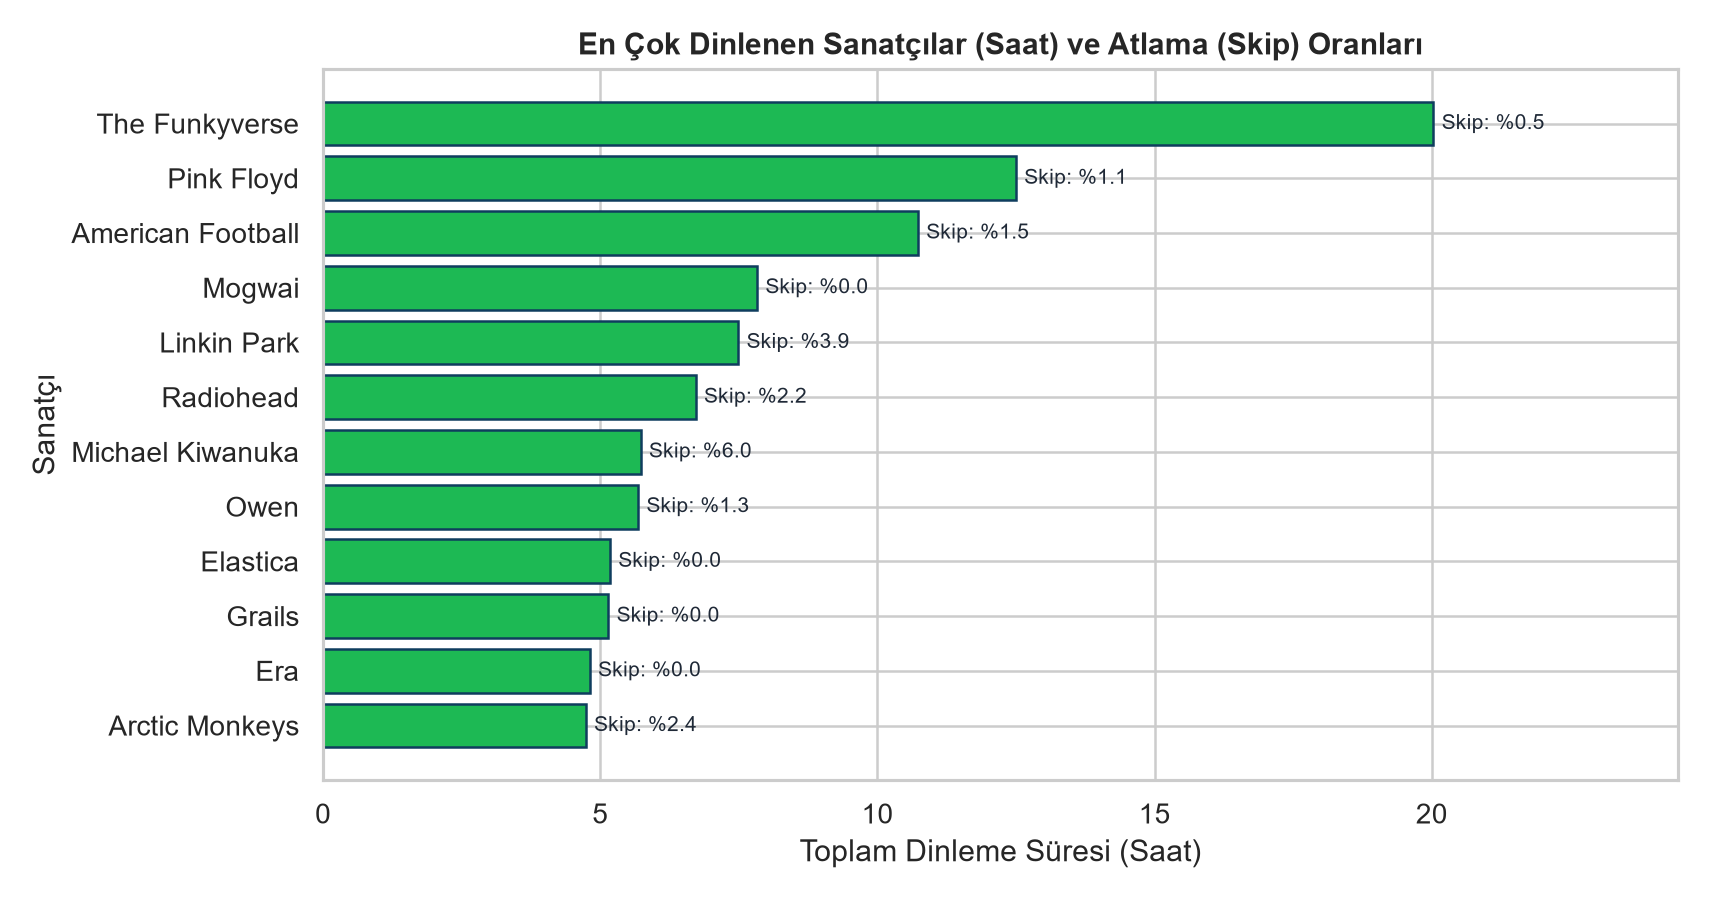 En Çok Dinlenen Sanatçılar (Saat) ve Atlama (Skip) Oranları
The Funkyverse Skip: %0.5
Pink Floyd Skip: %1.1
American Football Skip: %1.5
Mogwai Skip: %0.0
Linkin Park Skip: %3.9
Radiohead Skip: %2.2
Michael Kiwanuka Skip: %6.0
Owen Skip: %1.3
Elastica Skip: %0.0
Grails Skip: %0.0
Era Skip: %0.0
Arctic Monkeys Skip: %2.4
Sanatçı
0 5 10 15 20
Toplam Dinleme Süresi (Saat)